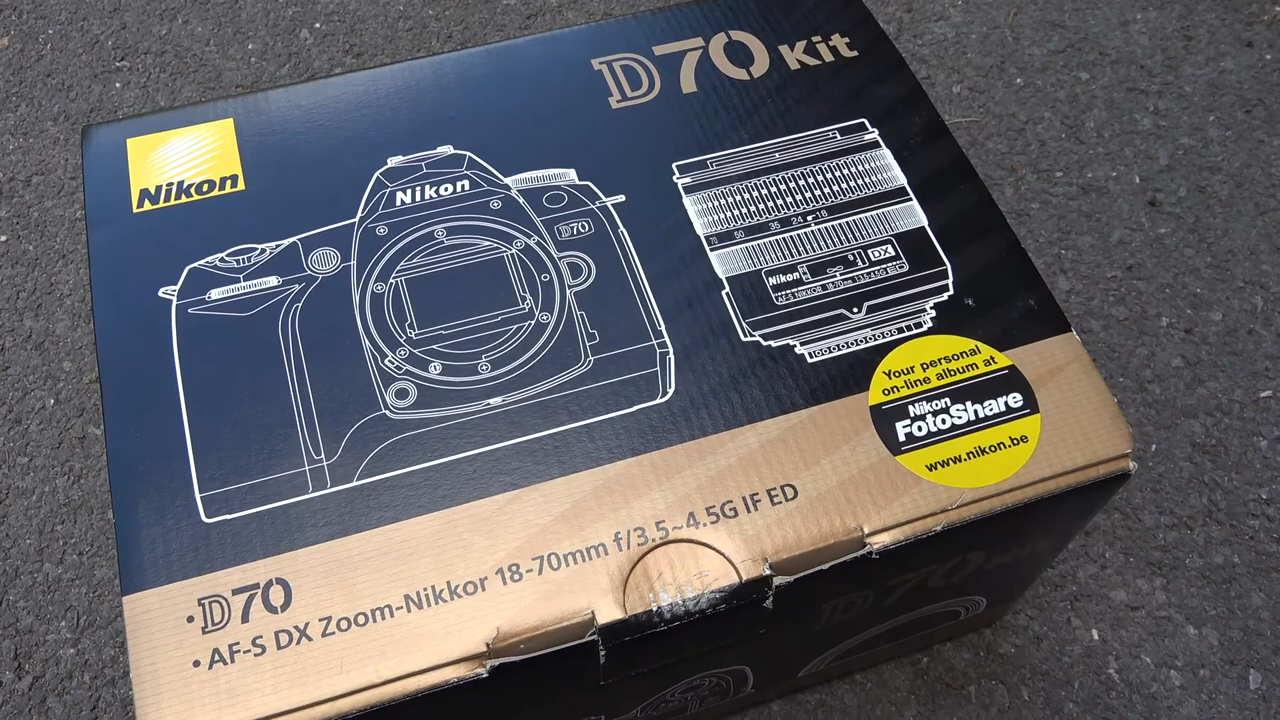 D70 Kit
Nikon
Nikon
D70
70 50 35 24 18
Nikon
DX
AF-S NIKKOR 18-70mm 1:3.5-4.5G ED
Your personal
on-line album at
Nikon
FotoShare
www.nikon.be
•D70
•AF-S DX Zoom-Nikkor 18-70mm f/3.5~4.5G IF ED
D70 K